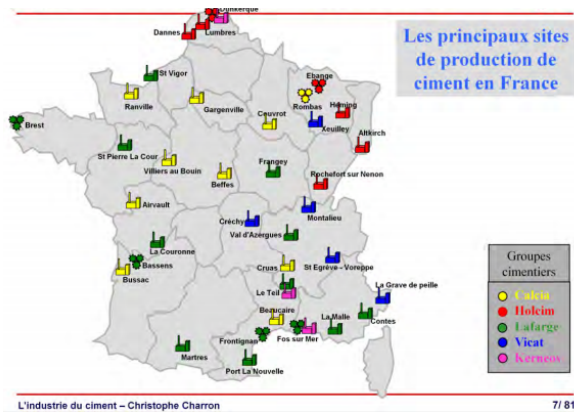 Dunkerque
Dannes
Lumbres
Les principaux sites
de production de
ciment en France
St Vigor
Ranville
Gargenville
Ebange
Rombas
Héming
Couvrot
Xeuilley
Altkirch
Brest
St Pierre La Cour
Villiers au Bouin
Beffes
Frangey
Rochefort sur Nenon
Airvault
Créchy
Montalieu
Val d'Azergues
La Couronne
Bassens
Bussac
Cruas
St Egrève - Voreppe
Le Teil
La Grave de peille
Beaucaire
La Malle
Contes
Frontignan
Fos sur Mer
Martres
Port La Nouvelle
Groupes
cimentiers
Calcia
Holcim
Lafarge
Vicat
Kerneos
L'industrie du ciment – Christophe Charron
7/ 81